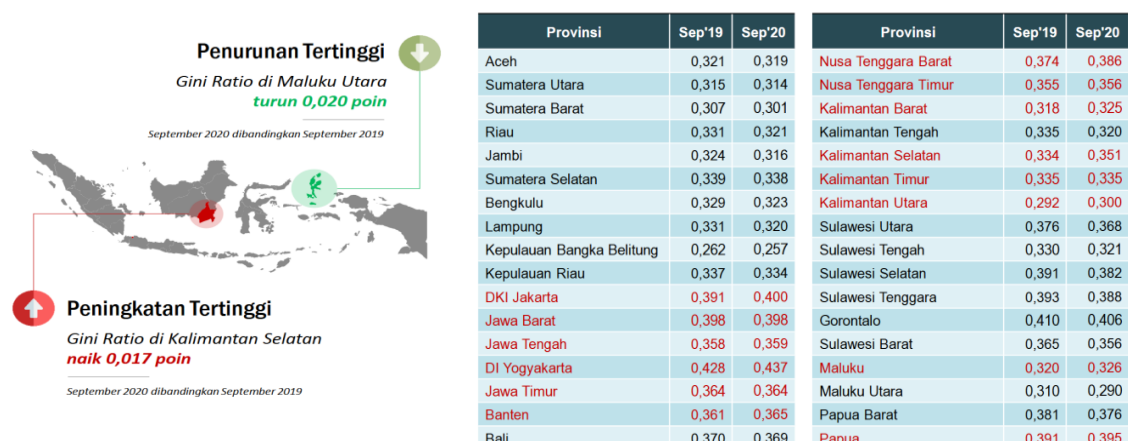 Penurunan Tertinggi
Gini Ratio di Maluku Utara
turun 0,020 poin
September 2020 dibandingkan September 2019
Peningkatan Tertinggi
Gini Ratio di Kalimantan Selatan
naik 0,017 poin
September 2020 dibandingkan September 2019
Provinsi Sep'19 Sep'20
Aceh 0,321 0,319
Sumatera Utara 0,315 0,314
Sumatera Barat 0,307 0,301
Riau 0,331 0,321
Jambi 0,324 0,316
Sumatera Selatan 0,339 0,338
Bengkulu 0,329 0,323
Lampung 0,331 0,320
Kepulauan Bangka Belitung 0,262 0,257
Kepulauan Riau 0,337 0,334
DKI Jakarta 0,391 0,400
Jawa Barat 0,398 0,398
Jawa Tengah 0,358 0,359
DI Yogyakarta 0,428 0,437
Jawa Timur 0,364 0,364
Banten 0,361 0,365
Bali 0,370 0,369
Provinsi Sep'19 Sep'20
Nusa Tenggara Barat 0,374 0,386
Nusa Tenggara Timur 0,355 0,356
Kalimantan Barat 0,318 0,325
Kalimantan Tengah 0,335 0,320
Kalimantan Selatan 0,334 0,351
Kalimantan Timur 0,335 0,335
Kalimantan Utara 0,292 0,300
Sulawesi Utara 0,376 0,368
Sulawesi Tengah 0,330 0,321
Sulawesi Selatan 0,391 0,382
Sulawesi Tenggara 0,393 0,388
Gorontalo 0,410 0,406
Sulawesi Barat 0,365 0,356
Maluku 0,320 0,326
Maluku Utara 0,310 0,290
Papua Barat 0,381 0,376
Papua 0,391 0,395